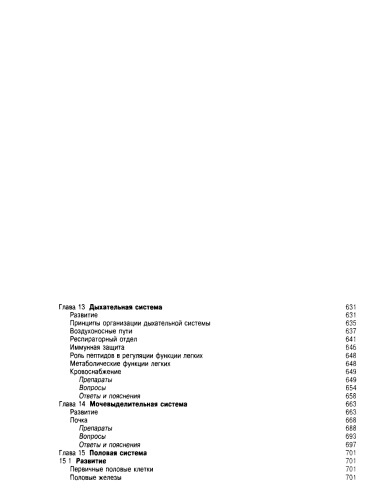 Глава 13 Дыхательная система 631
Развитие 631
Принципы организации дыхательной системы 635
Воздухоносные пути 637
Респираторный отдел 641
Иммунная защита 646
Роль пептидов в регуляции функции легких 648
Метаболические функции легких 648
Кровоснабжение 649
Препараты 649
Вопросы 654
Ответы и пояснения 658
Глава 14 Мочевыделительная система 663
Развитие 663
Почка 668
Препараты 688
Вопросы 693
Ответы и пояснения 697
Глава 15 Половая система 701
15 1 Развитие 701
Первичные половые клетки 701
Половые железы 701